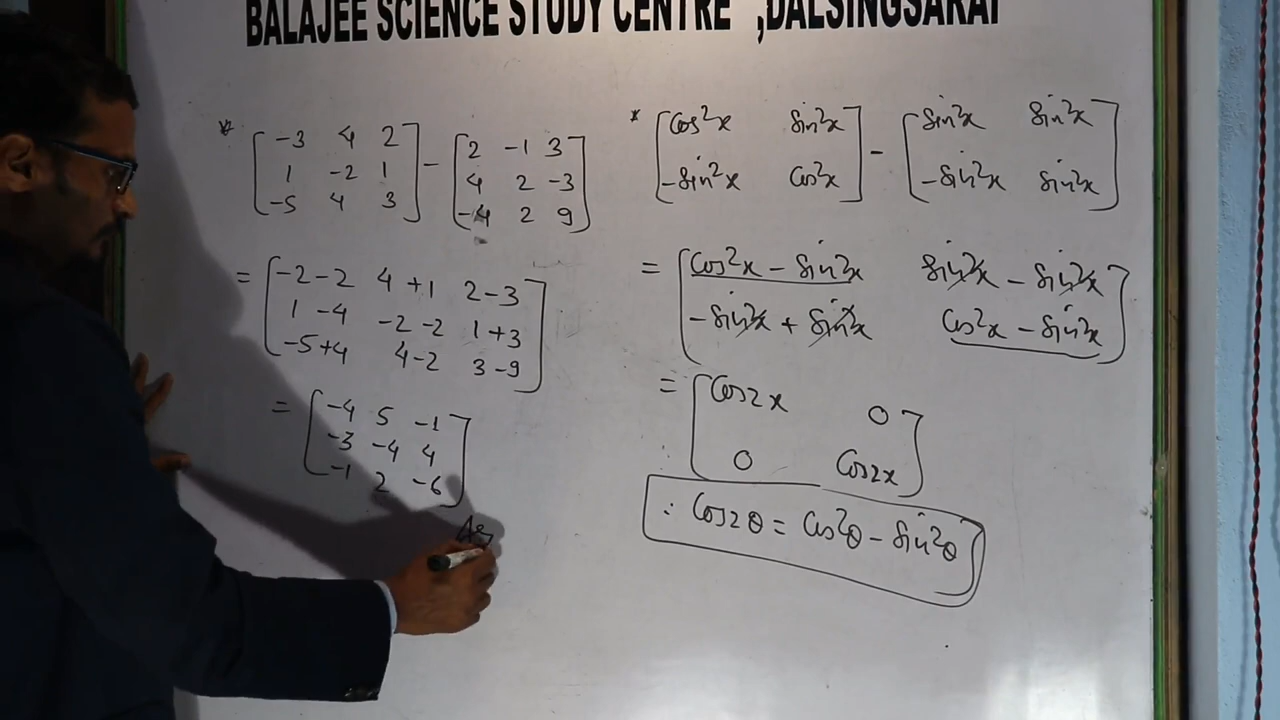 BALAJEE SCIENCE STUDY CENTRE" ,DALSINGSARAI
* [-3 4 2] - [2 -1 3]
[1 -2 1] [4 2 -3]
[-5 4 3] [-4 2 9]
= [-2-2 4+1 2-3]
[1-4 -2-2 1+3]
[-5+4 4-2 3-9]
= [-4 5 -1]
[-3 -4 4]
[-1 2 -6]
* [Cos²x Sin²x] - [Sin²x Sin²x]
[-Sin²x Cos²x] [-Sin²x Sin²x]
= [Cos²x - Sin²x Sin²x - Sin²x]
[-Sin²x + Sin²x Cos²x - Sin²x]
= [Cos2x 0]
[0 Cos2x]
: Cos2θ = Cos²θ - Sin²θ